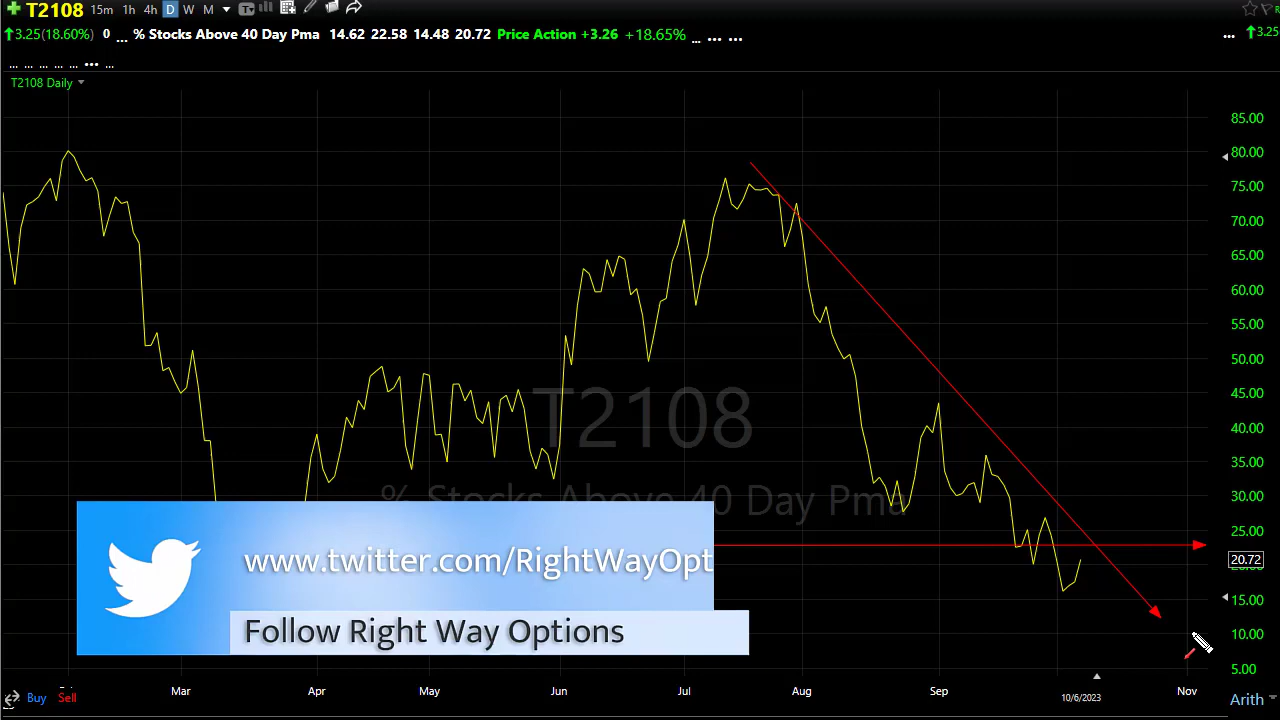 T2108 15m 1h 4h D W M
3.25(18.60%) 0 ... % Stocks Above 40 Day Pma 14.62 22.58 14.48 20.72 Price Action +3.26 +18.65% ... ... ... ... 3.25
... ... ... ... ... ... ...
T2108 Daily
85.00
80.00
75.00
70.00
65.00
60.00
55.00
50.00
45.00
40.00
35.00
30.00
25.00
20.72
15.00
10.00
5.00
T2108
% Stocks Above 40 Day Pma
www.twitter.com/RightWayOpt
Follow Right Way Options
Buy Sell
Mar Apr May Jun Jul Aug Sep 10/6/2023 Nov
Arith